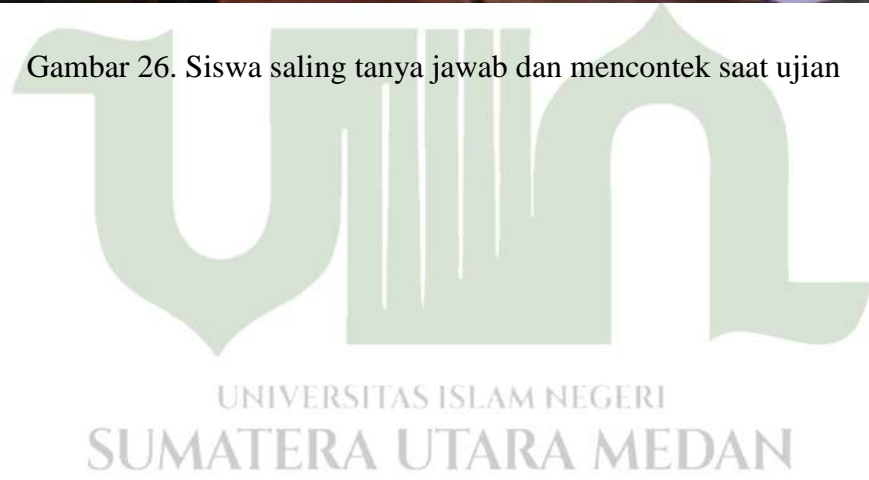 Gambar 26. Siswa saling tanya jawab dan mencontek saat ujian
UNIVERSITAS ISLAM NEGERI
SUMATERA UTARA MEDAN